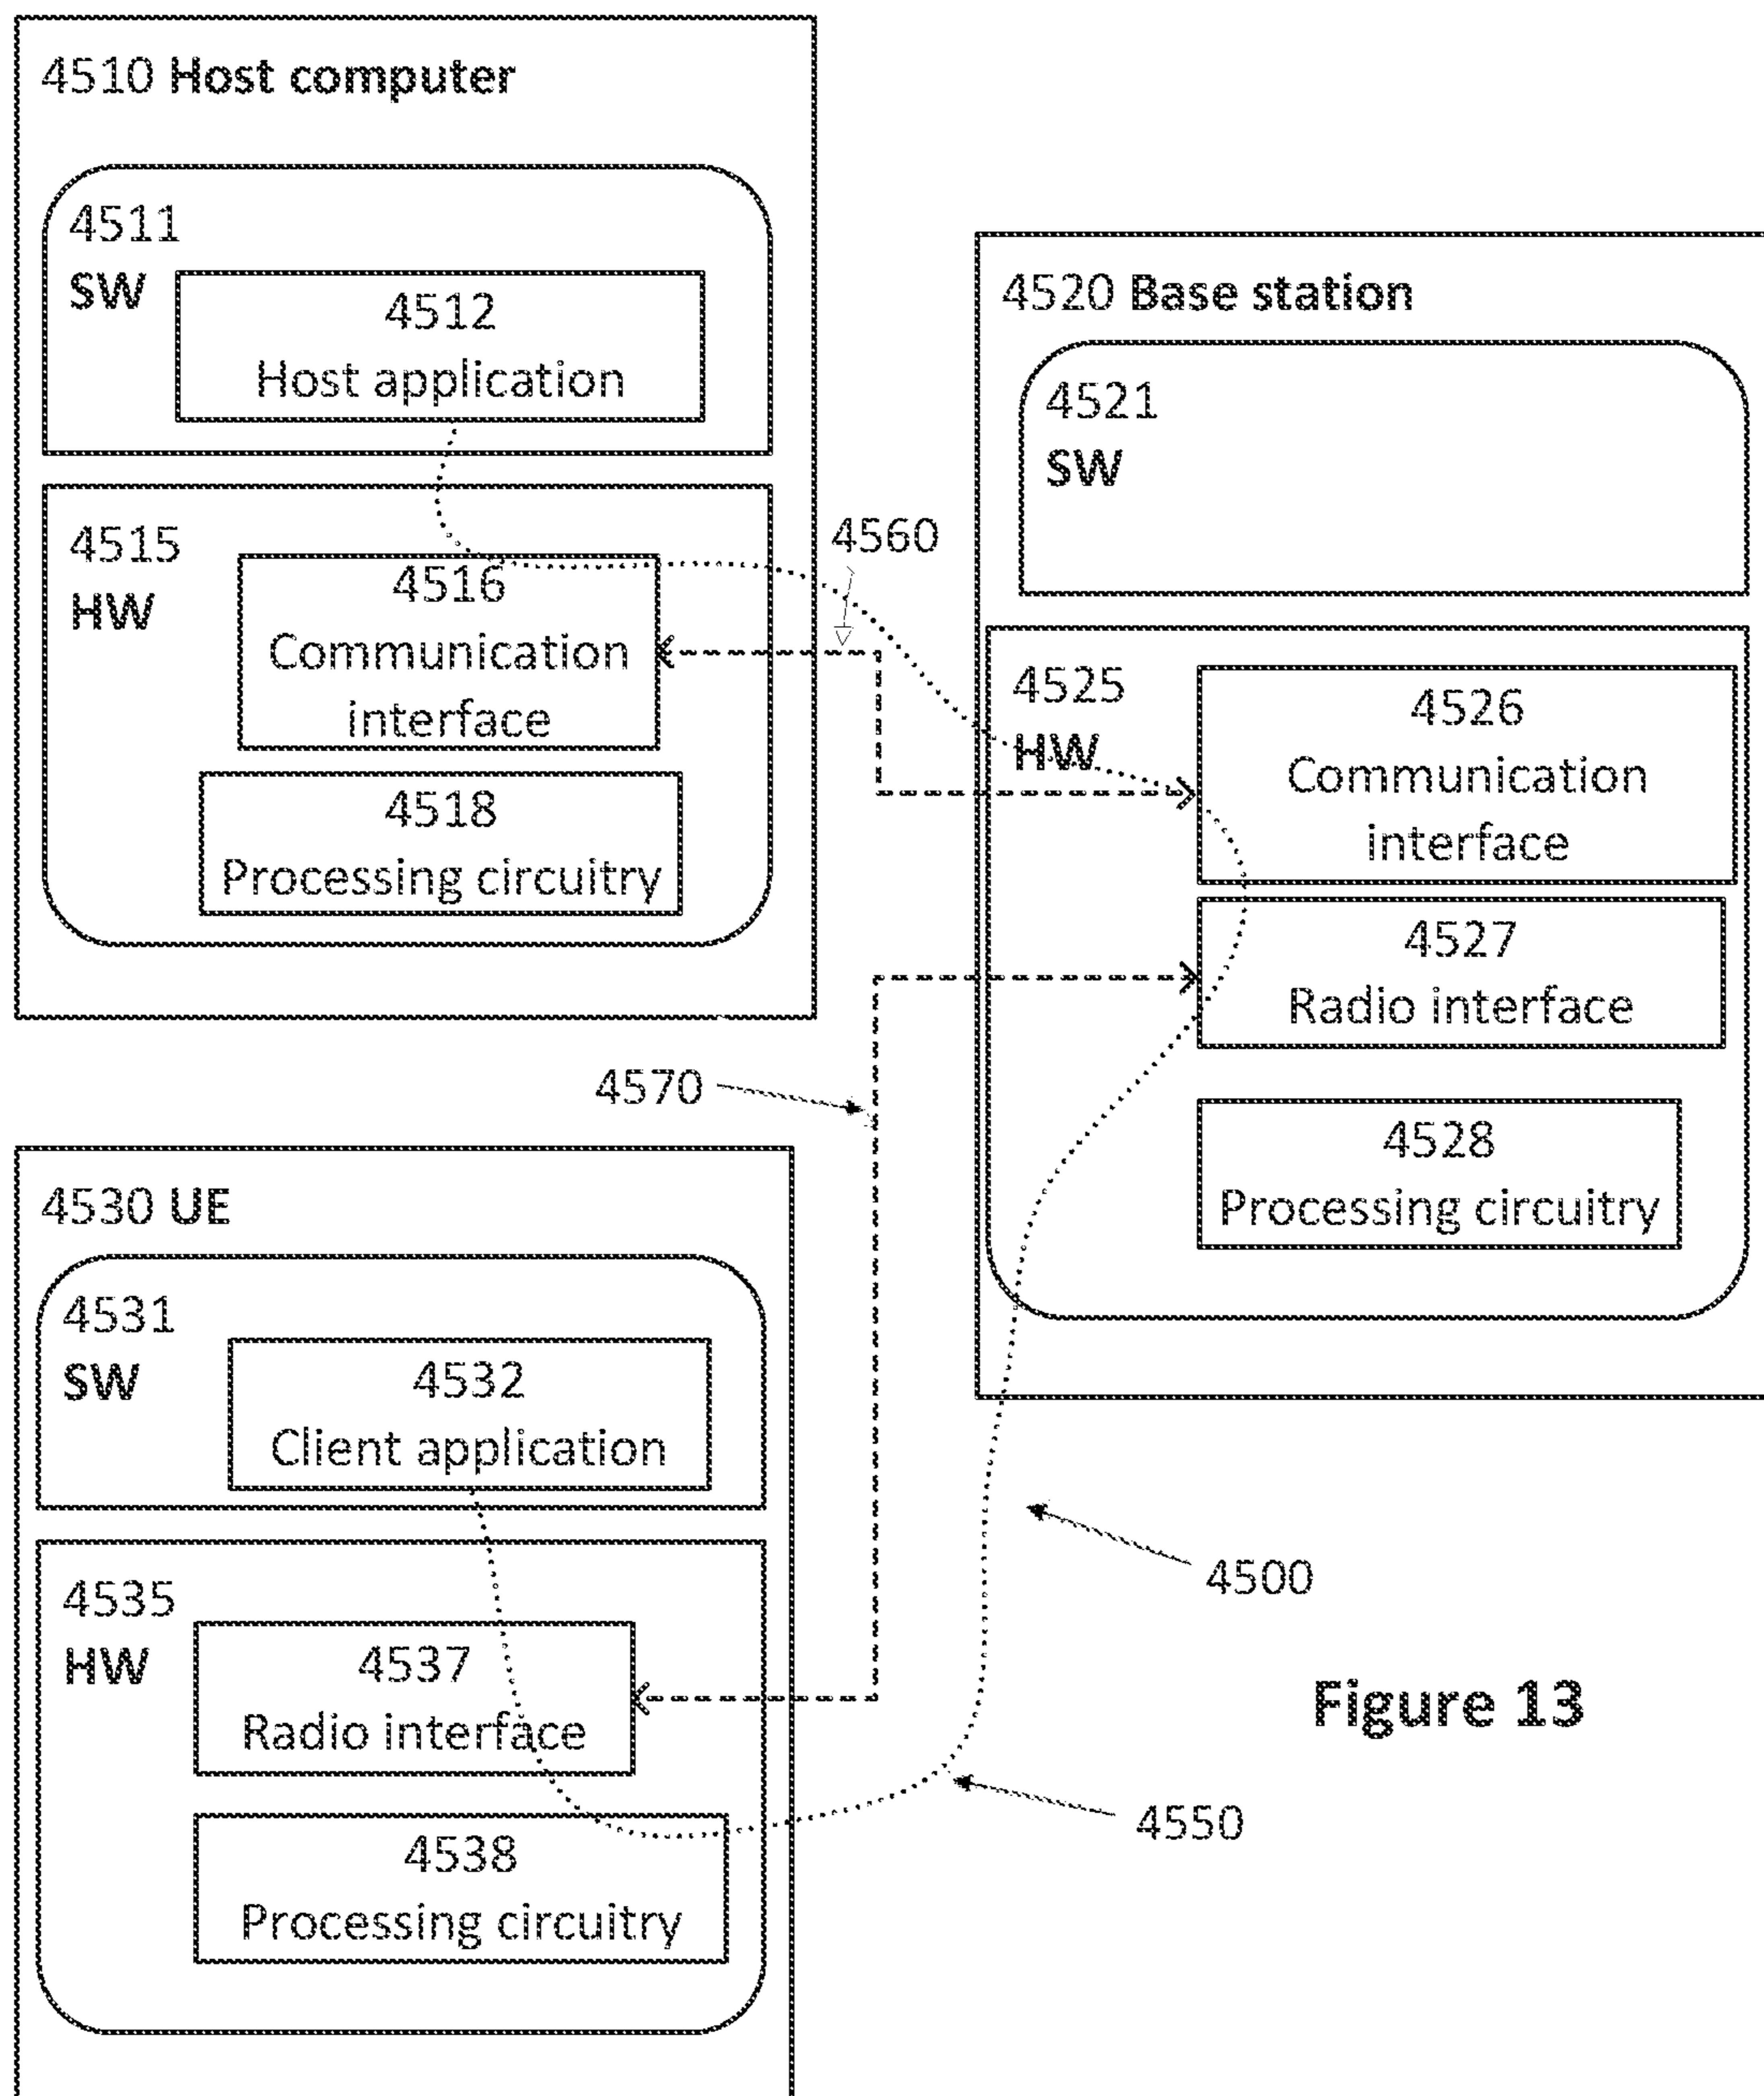 4510 Host computer
4511
SW
4512
Host application
4515
HW
4516
Communication
interface
4518
Processing circuitry
4560
4520 Base station
4521
SW
4525
HW
4526
Communication
interface
4527
Radio interface
4528
Processing circuitry
4570
4530 UE
4531
SW
4532
Client application
4535
HW
4537
Radio interface
4538
Processing circuitry
4500
4550
Figure 13